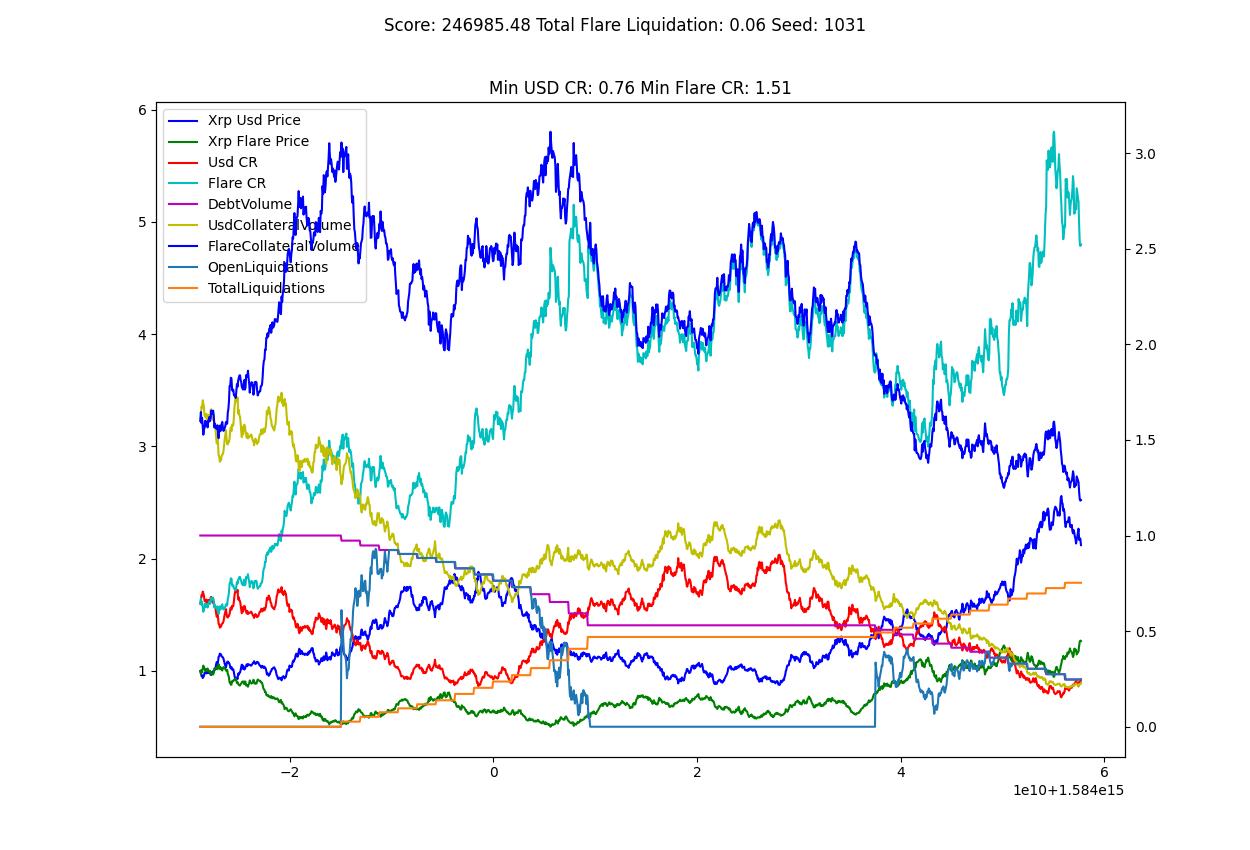 Score: 246985.48 Total Flare Liquidation: 0.06 Seed: 1031
Min USD CR: 0.76 Min Flare CR: 1.51
Xrp Usd Price
Xrp Flare Price
Usd CR
Flare CR
DebtVolume
UsdCollateralVolume
FlareCollateralVolume
OpenLiquidations
TotalLiquidations
6
5
4
3
2
1
3.0
2.5
2.0
1.5
1.0
0.5
0.0
−2
0
2
4
6
1e10+1.584e15